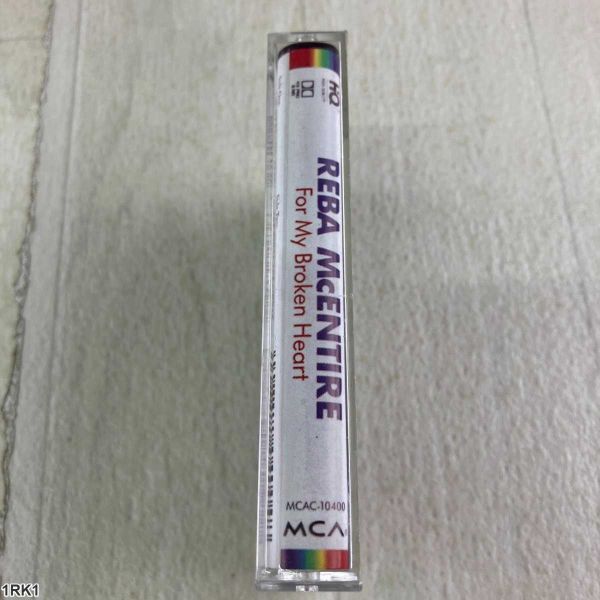 HQ
REBA McENTIRE
For My Broken Heart
MCAC-10400
MCA
1RK1